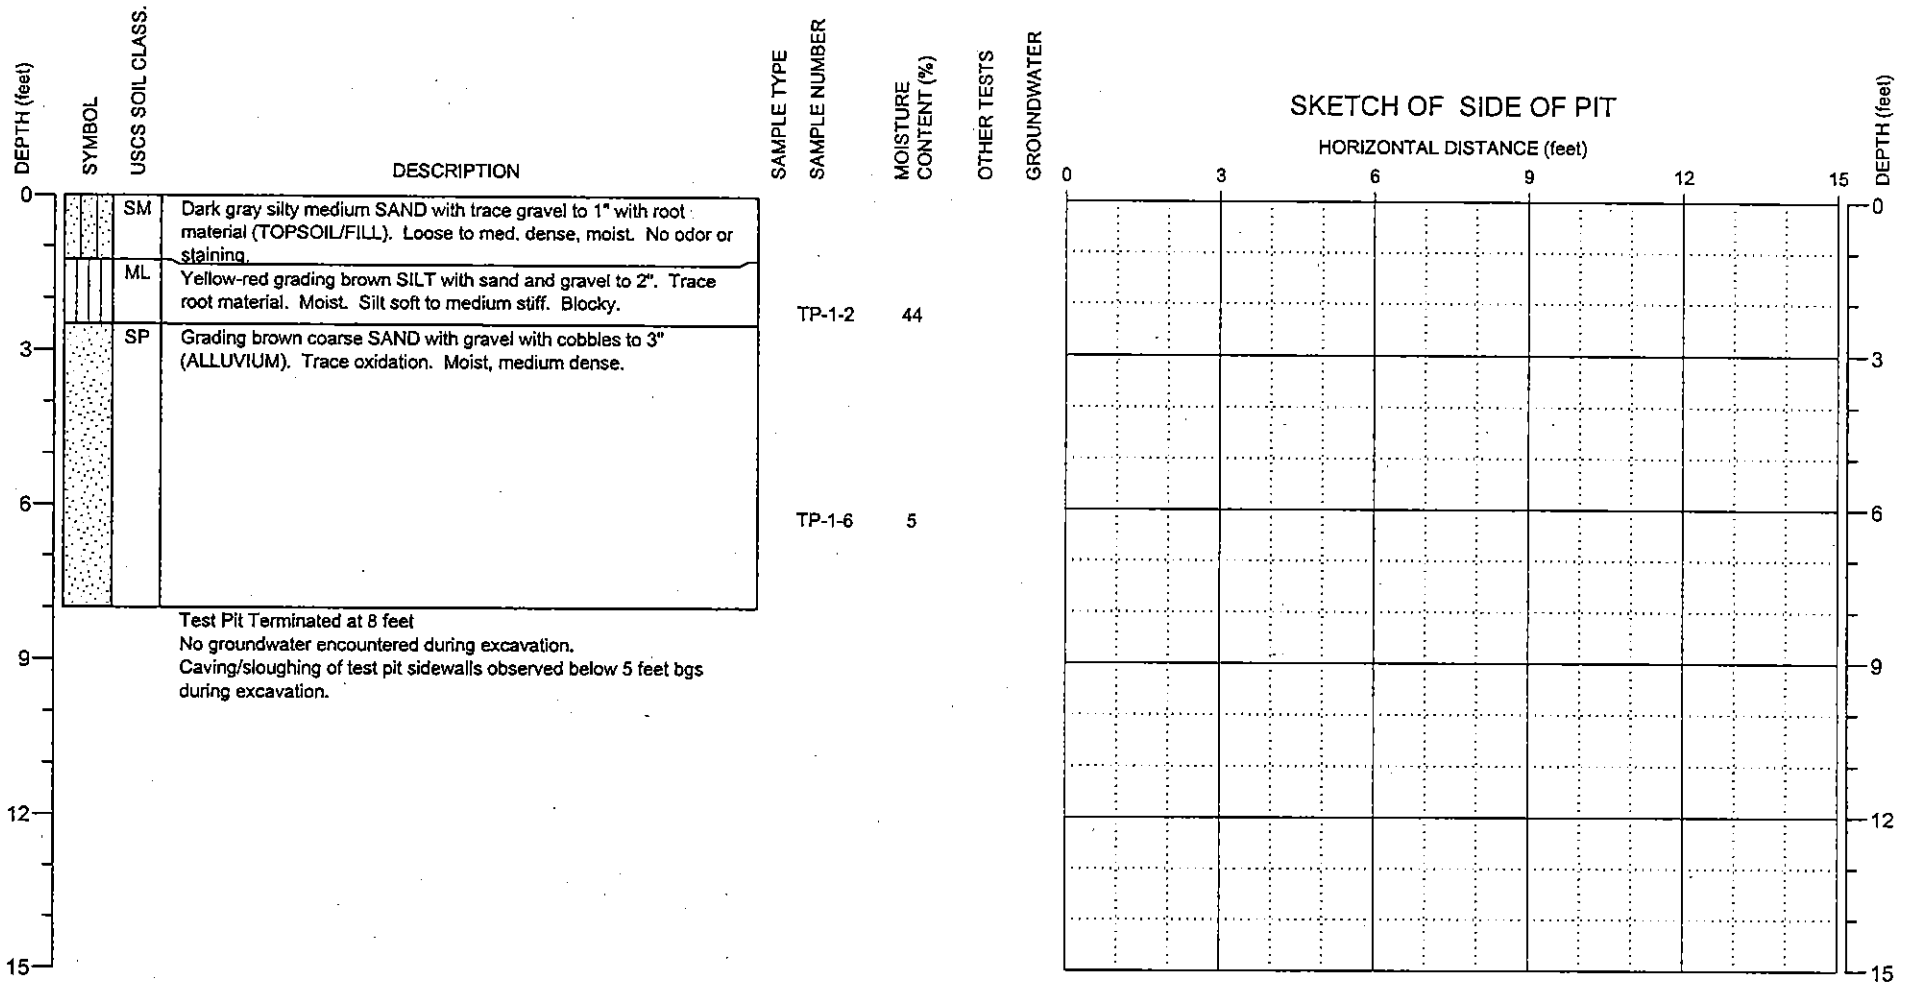 DEPTH (feet)
SYMBOL
USCS SOIL CLASS.
DESCRIPTION
SAMPLE TYPE
SAMPLE NUMBER
MOISTURE
CONTENT (%)
OTHER TESTS
GROUNDWATER
0
3
6
9
12
15
SM
Dark gray silty medium SAND with trace gravel to 1" with root
material (TOPSOIL/FILL). Loose to med. dense, moist. No odor or
staining.
ML
Yellow-red grading brown SILT with sand and gravel to 2". Trace
root material. Moist. Silt soft to medium stiff. Blocky.
TP-1-2 44
SP
Grading brown coarse SAND with gravel with cobbles to 3"
(ALLUVIUM). Trace oxidation. Moist, medium dense.
TP-1-6 5
Test Pit Terminated at 8 feet
No groundwater encountered during excavation.
Caving/sloughing of test pit sidewalls observed below 5 feet bgs
during excavation.
SKETCH OF SIDE OF PIT
HORIZONTAL DISTANCE (feet)
0 3 6 9 12 15
DEPTH (feet)
0
3
6
9
12
15